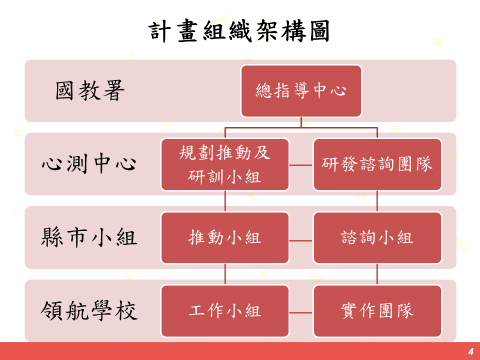 計畫組織架構圖
國教署
總指導中心
心測中心
規劃推動及
研訓小組
研發諮詢團隊
縣市小組
推動小組
諮詢小組
領航學校
工作小組
實作團隊
4